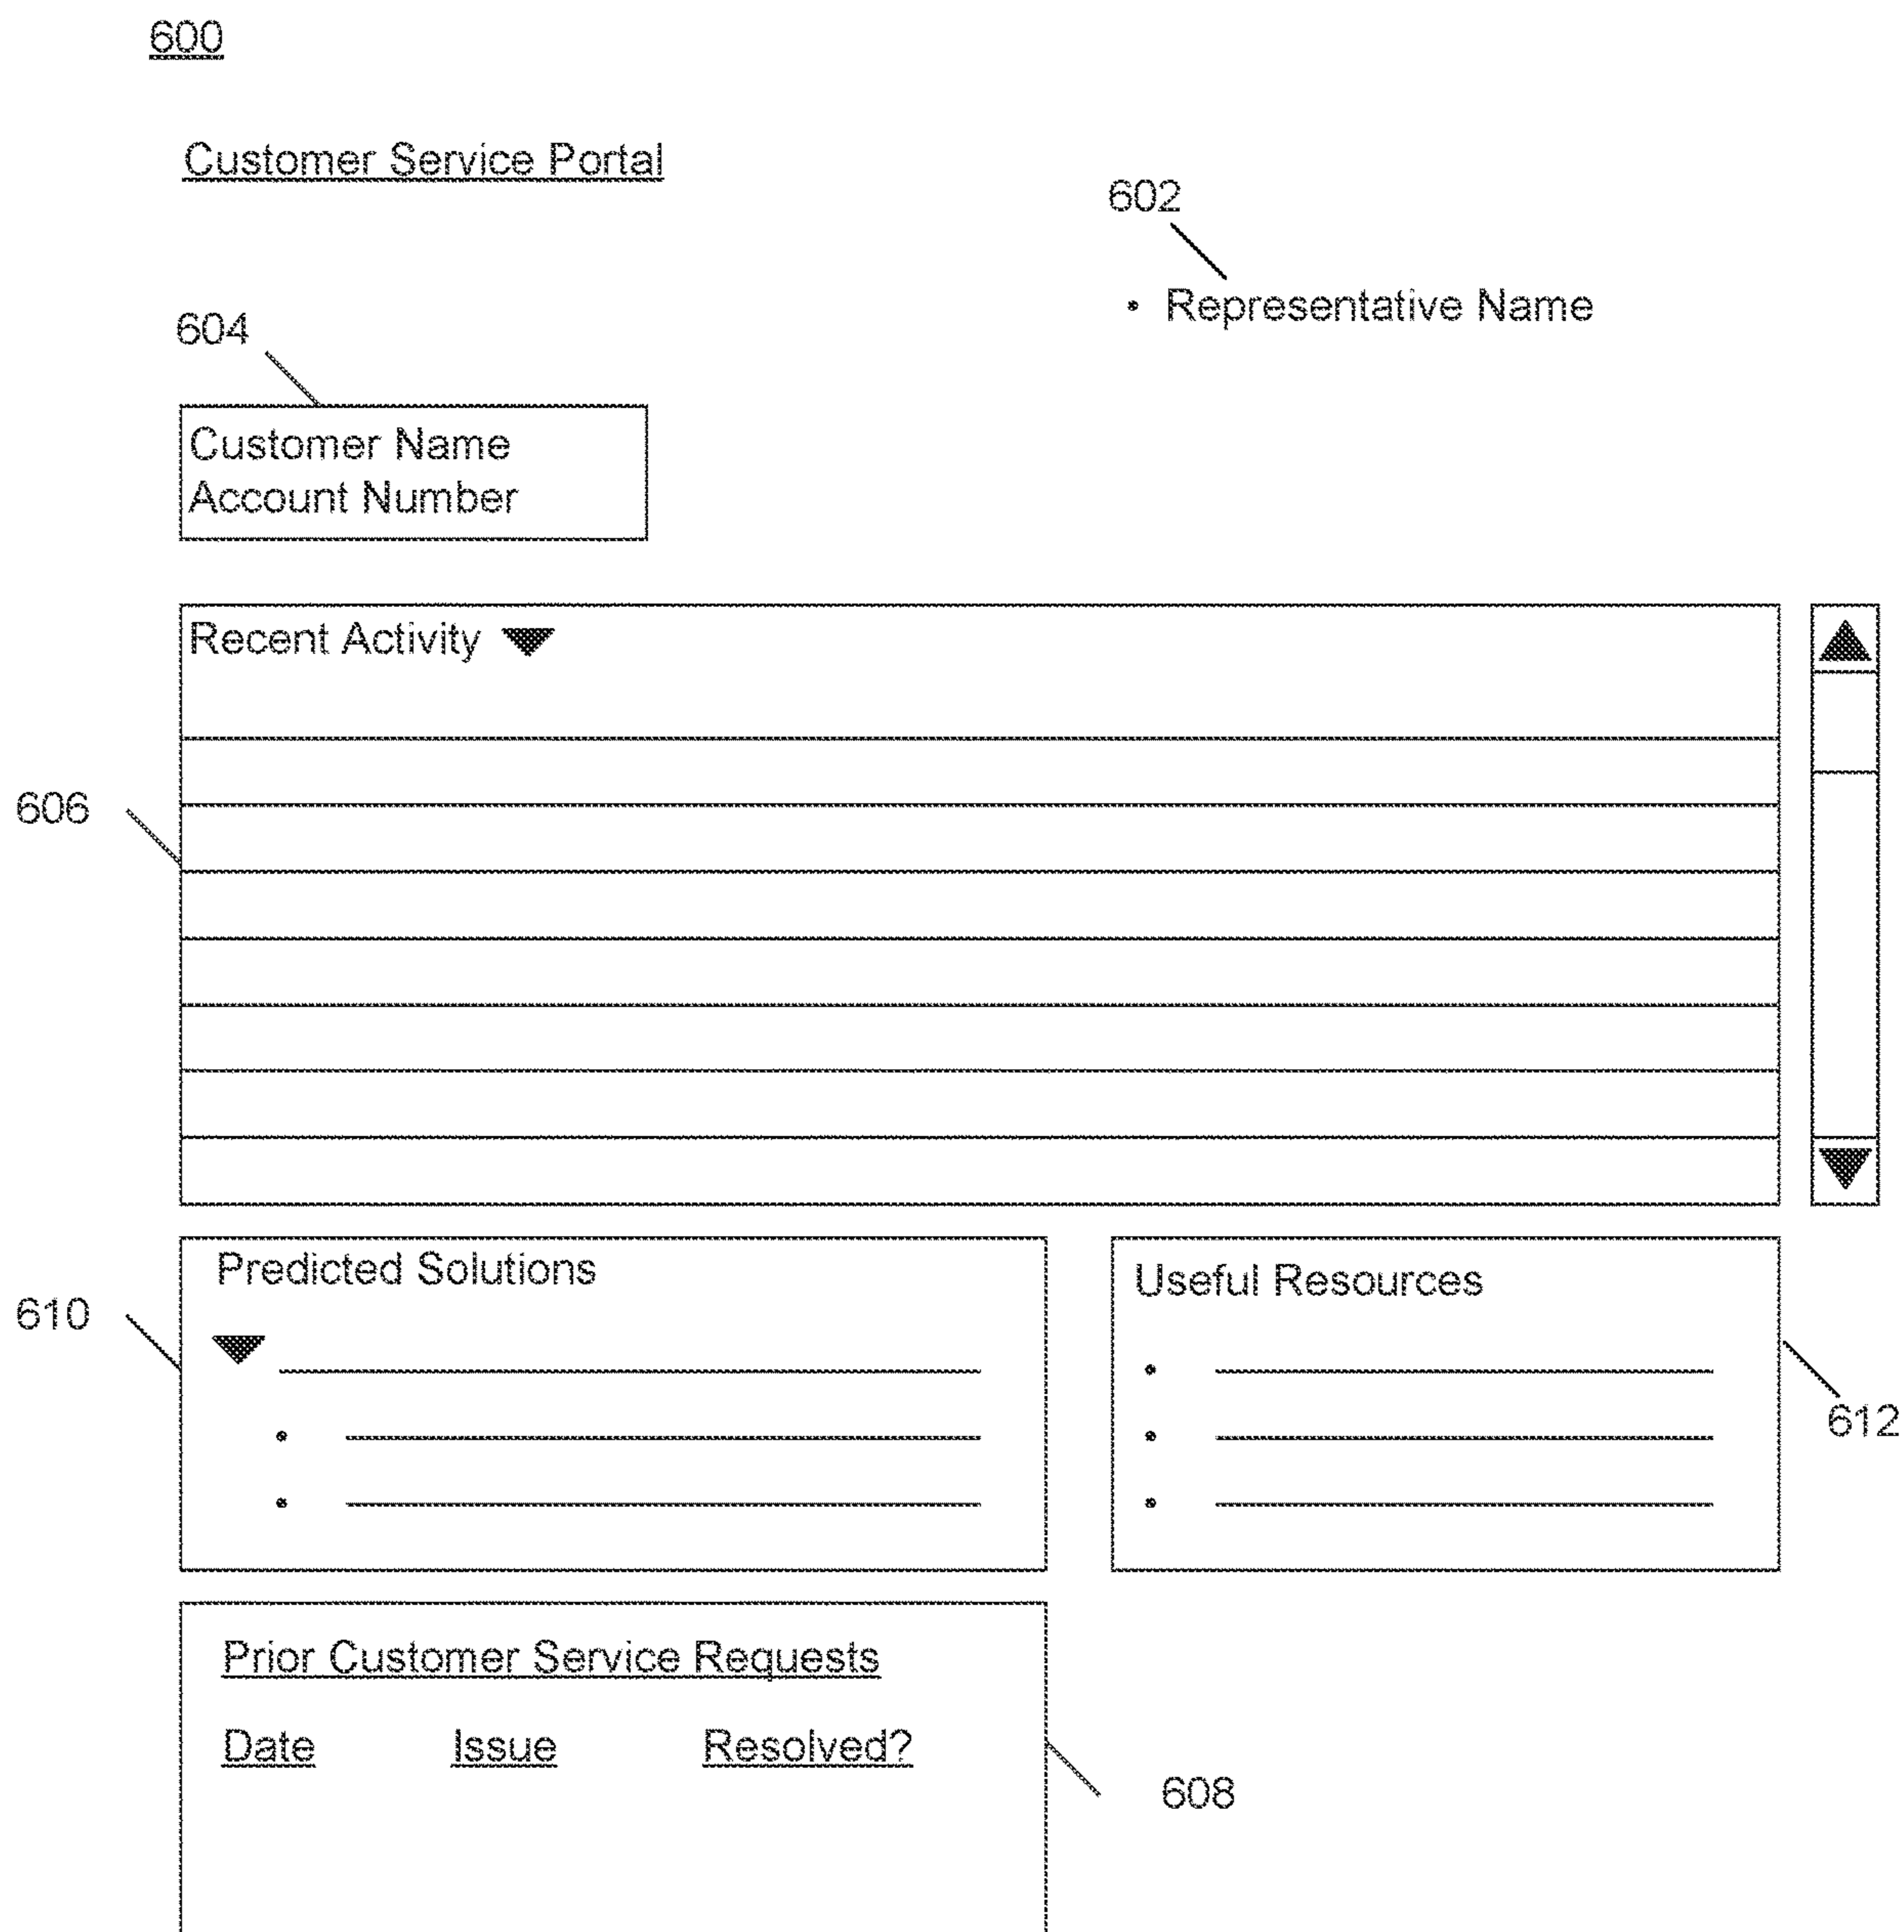 600
Customer Service Portal
602
• Representative Name
604
Customer Name
Account Number
Recent Activity
606
Predicted Solutions
610
Useful Resources
612
Prior Customer Service Requests
Date Issue Resolved?
608